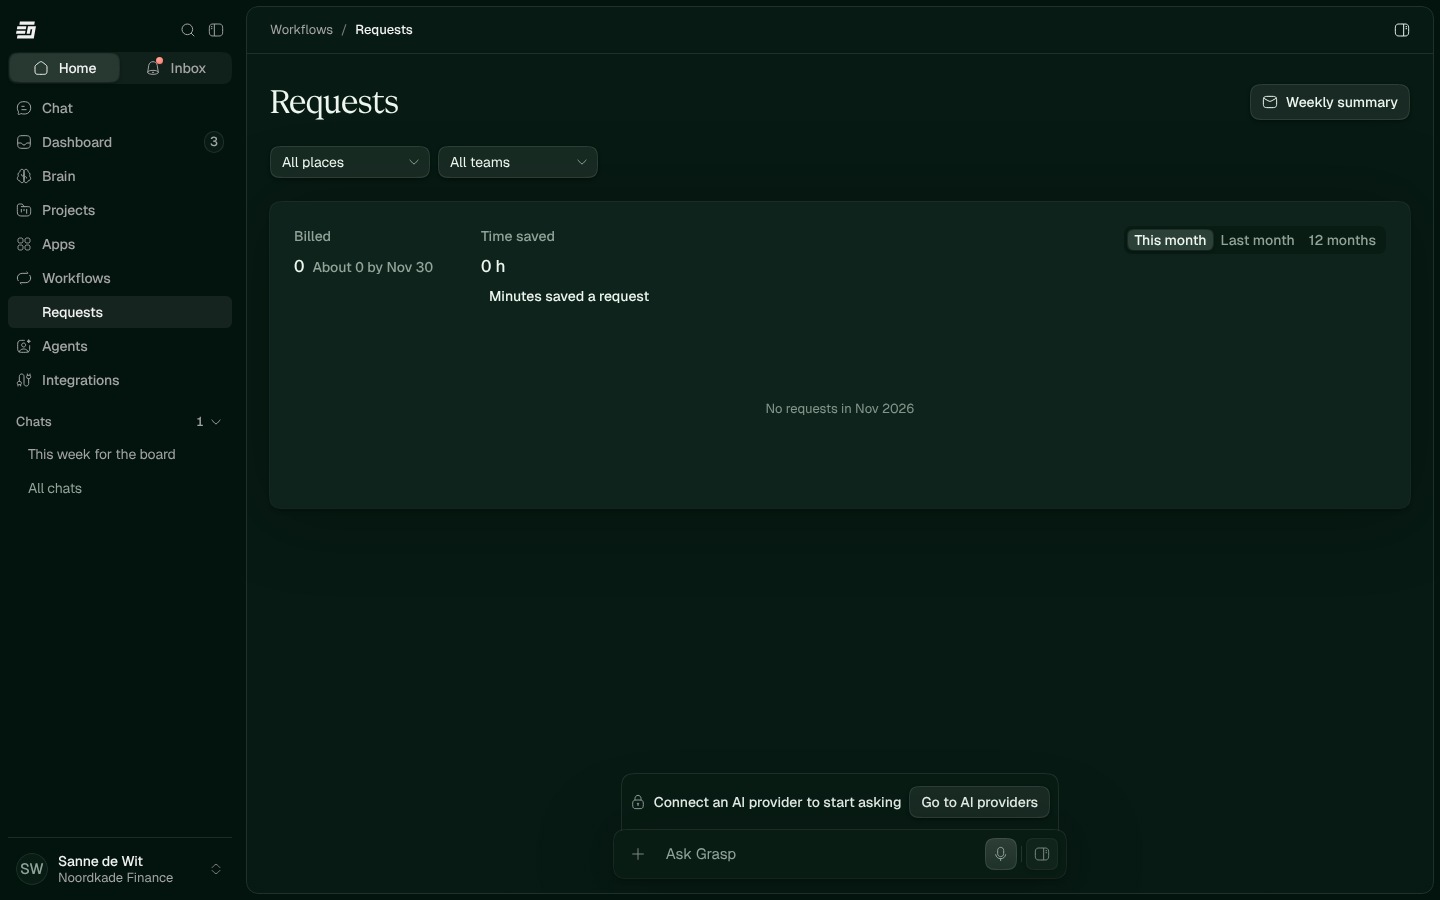 Workflows / Requests
Home
Inbox
Chat
Dashboard 3
Brain
Projects
Apps
Workflows
Requests
Agents
Integrations
Chats 1
This week for the board
All chats
SW
Sanne de Wit
Noordkade Finance
Requests
Weekly summary
All places
All teams
Billed
0 About 0 by Nov 30
Time saved
0 h
Minutes saved a request
This month Last month 12 months
No requests in Nov 2026
Connect an AI provider to start asking Go to AI providers
Ask Grasp